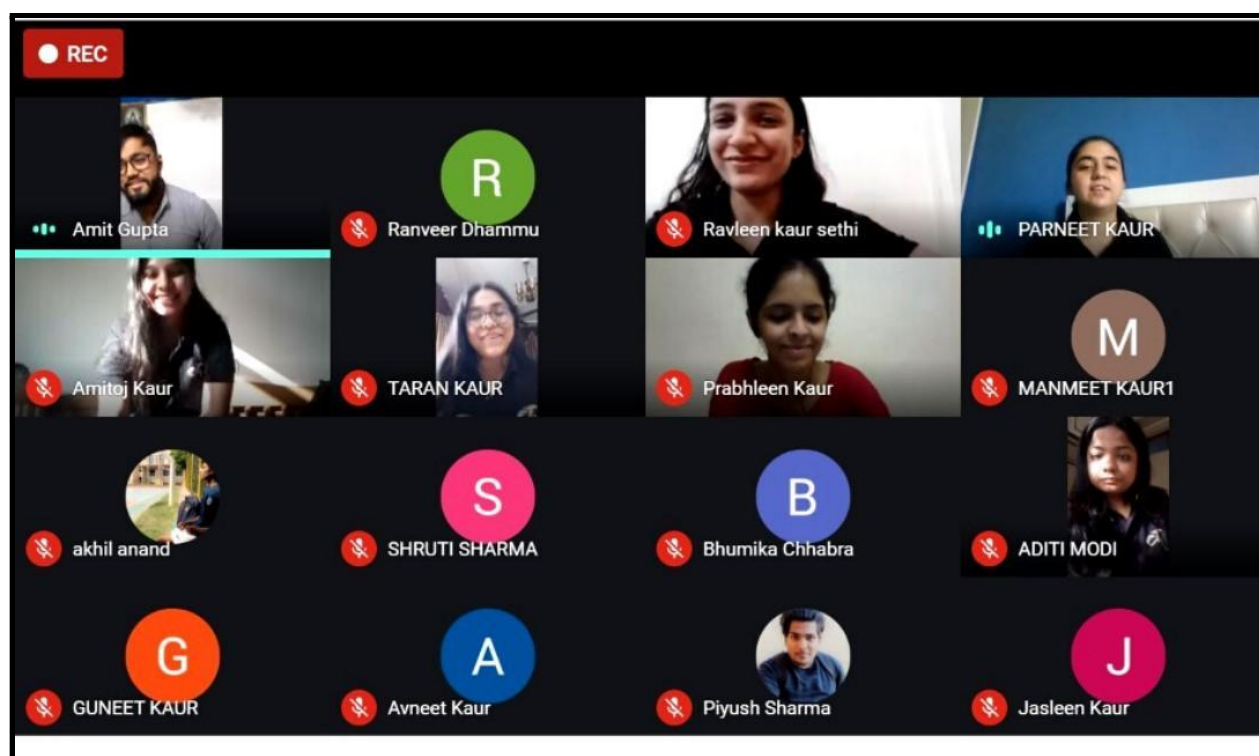 REC
Amit Gupta
R
Ranveer Dhammu
Ravleen kaur sethi
PARNEET KAUR
Amitoj Kaur
TARAN KAUR
Prabhleen Kaur
M
MANMEET KAUR1
akhil anand
S
SHRUTI SHARMA
B
Bhumika Chhabra
ADITI MODI
G
GUNEET KAUR
A
Avneet Kaur
Piyush Sharma
J
Jasleen Kaur